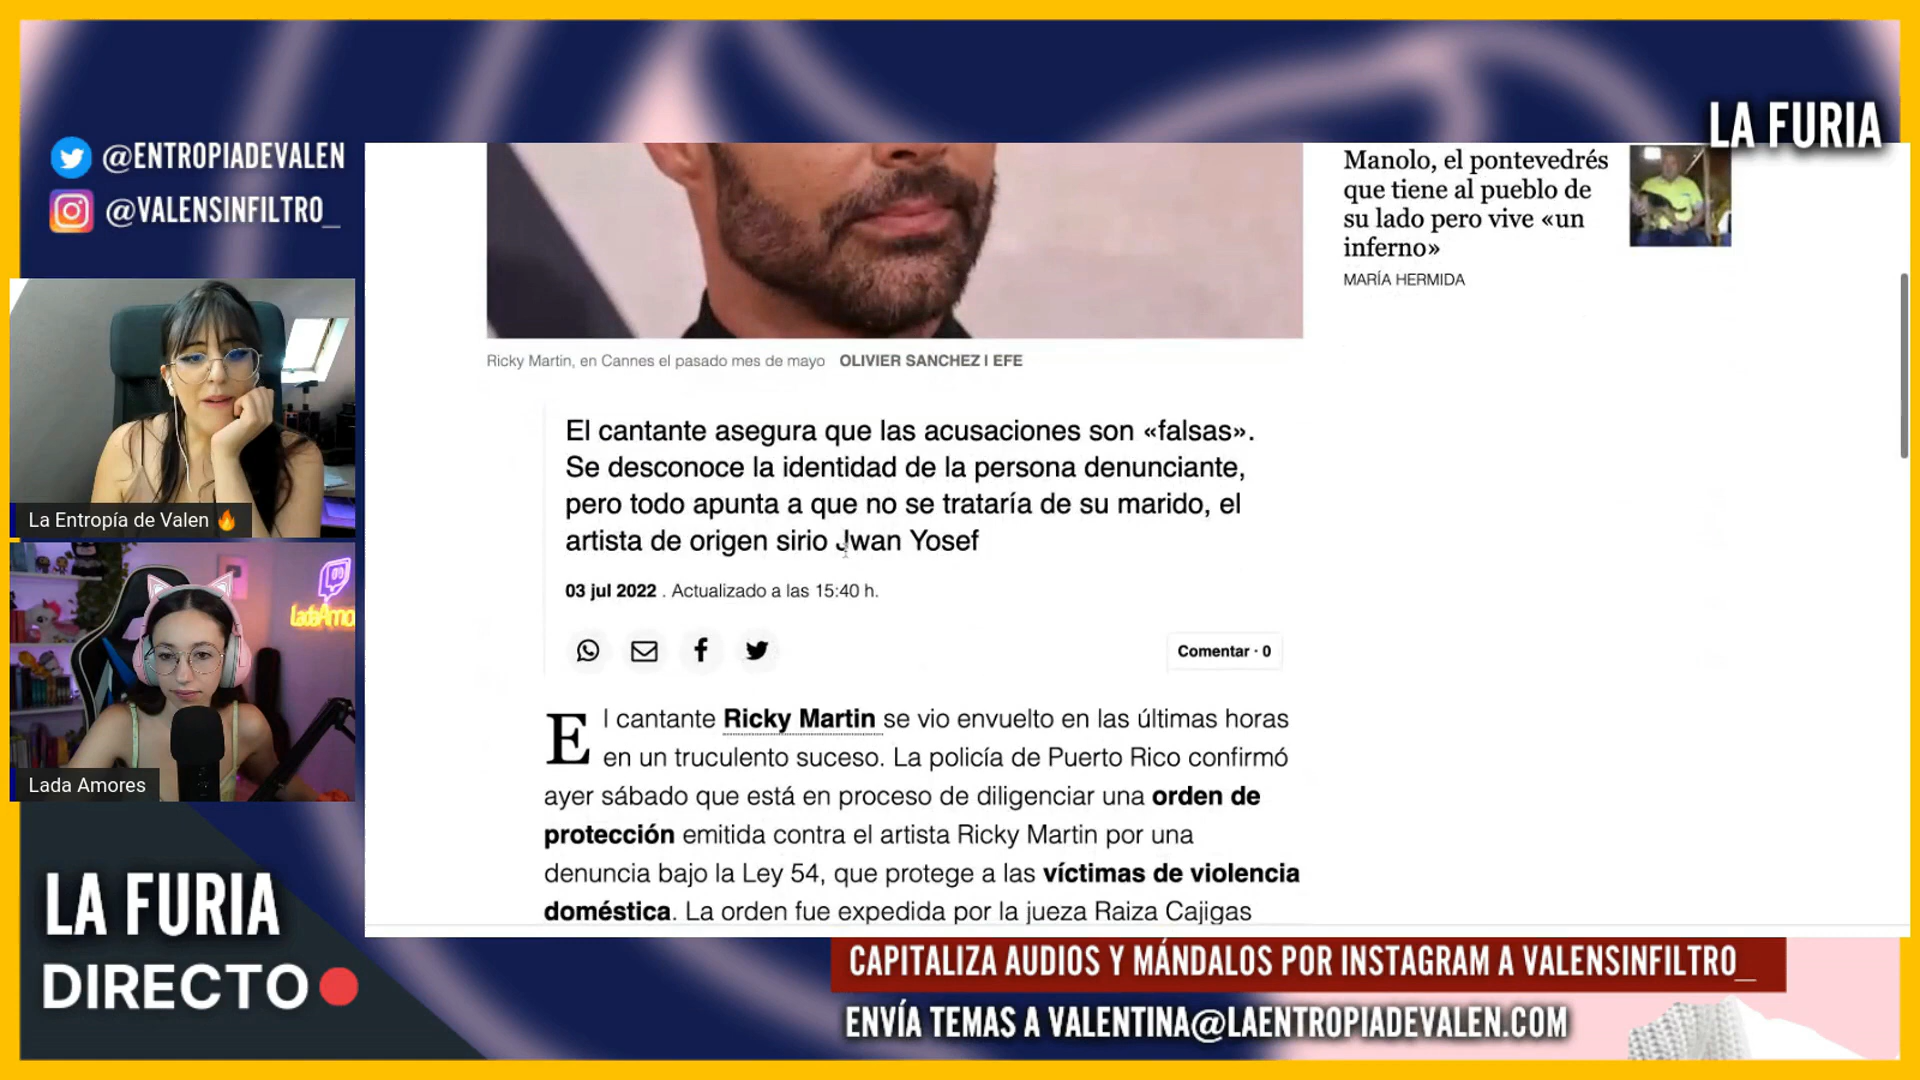 LA FURIA
@ENTROPIADEVALEN
@VALENSINFILTRO_
Manolo, el pontevedrés
que tiene al pueblo de
su lado pero vive «un
inferno»
MARÍA HERMIDA
Ricky Martin, en Cannes el pasado mes de mayo OLIVIER SANCHEZ I EFE
El cantante asegura que las acusaciones son «falsas».
Se desconoce la identidad de la persona denunciante,
pero todo apunta a que no se trataría de su marido, el
artista de origen sirio Jwan Yosef
03 jul 2022 . Actualizado a las 15:40 h.
Comentar · 0
El cantante Ricky Martin se vio envuelto en las últimas horas
en un truculento suceso. La policía de Puerto Rico confirmó
ayer sábado que está en proceso de diligenciar una orden de
protección emitida contra el artista Ricky Martin por una
denuncia bajo la Ley 54, que protege a las víctimas de violencia
doméstica. La orden fue expedida por la jueza Raiza Cajigas
La Entropía de Valen 🔥
ladaAmo
Lada Amores
LA FURIA
DIRECTO
CAPITALIZA AUDIOS Y MÁNDALOS POR INSTAGRAM A VALENSINFILTRO_
ENVÍA TEMAS A VALENTINA@LAENTROPIADEVALEN.COM